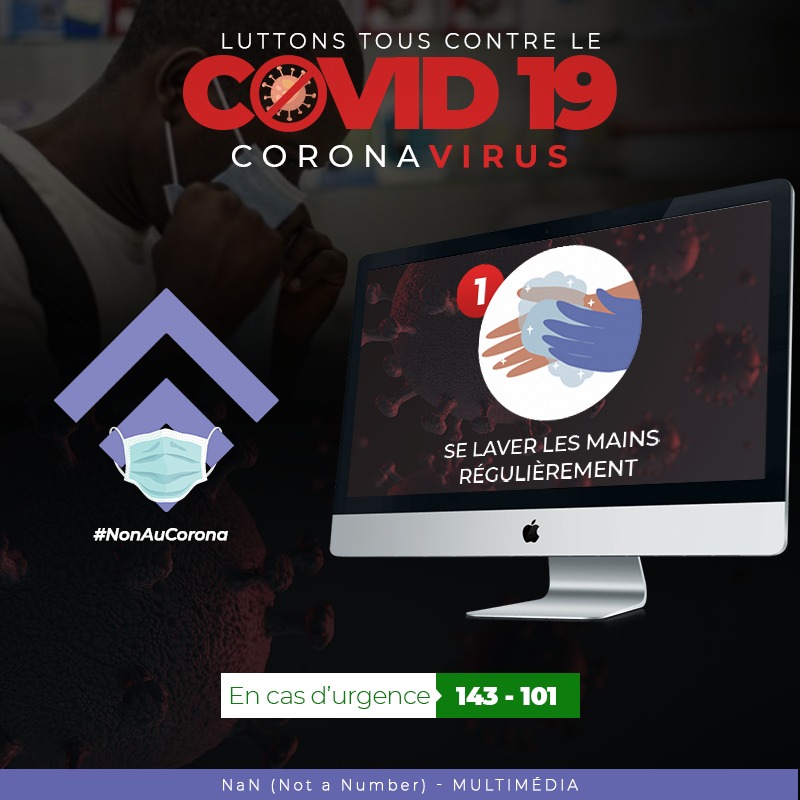 LUTTONS TOUS CONTRE LE
COVID 19
CORONAVIRUS
1
SE LAVER LES MAINS
RÉGULIÈREMENT
#NonAuCorona
En cas d’urgence 143 - 101
NaN (Not a Number) - MULTIMÉDIA